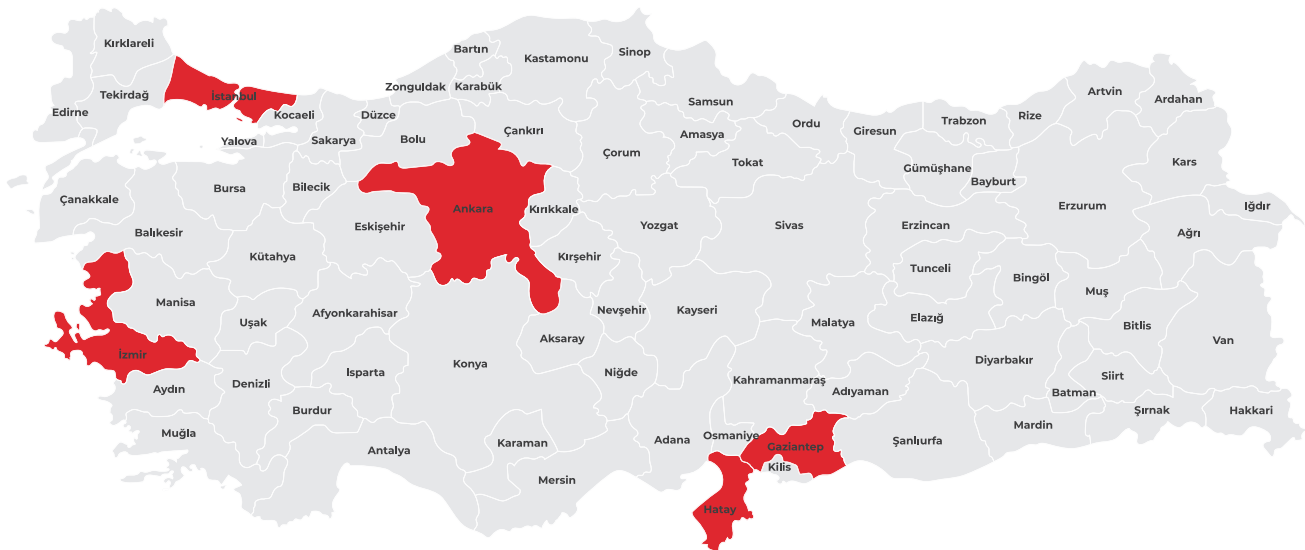 Kırklareli
Bartın
Sinop
Kastamonu
Zonguldak
Karabük
Tekirdağ
İstanbul
Edirne
Kocaeli
Düzce
Samsun
Artvin
Ardahan
Yalova
Sakarya
Bolu
Çankırı
Amasya
Ordu
Giresun
Trabzon
Rize
Çorum
Tokat
Gümüşhane
Bayburt
Kars
Çanakkale
Bursa
Bilecik
Ankara
Kırıkkale
Erzurum
Iğdır
Balıkesir
Eskişehir
Yozgat
Sivas
Erzincan
Ağrı
Kütahya
Kırşehir
Tunceli
Bingöl
Muş
Manisa
Uşak
Afyonkarahisar
Nevşehir
Kayseri
Malatya
Elazığ
Bitlis
Van
İzmir
Aksaray
Konya
Isparta
Niğde
Diyarbakır
Aydın
Denizli
Kahramanmaraş
Adıyaman
Siirt
Batman
Burdur
Şırnak
Hakkari
Muğla
Antalya
Karaman
Adana
Osmaniye
Gaziantep
Şanlıurfa
Mardin
Kilis
Mersin
Hatay